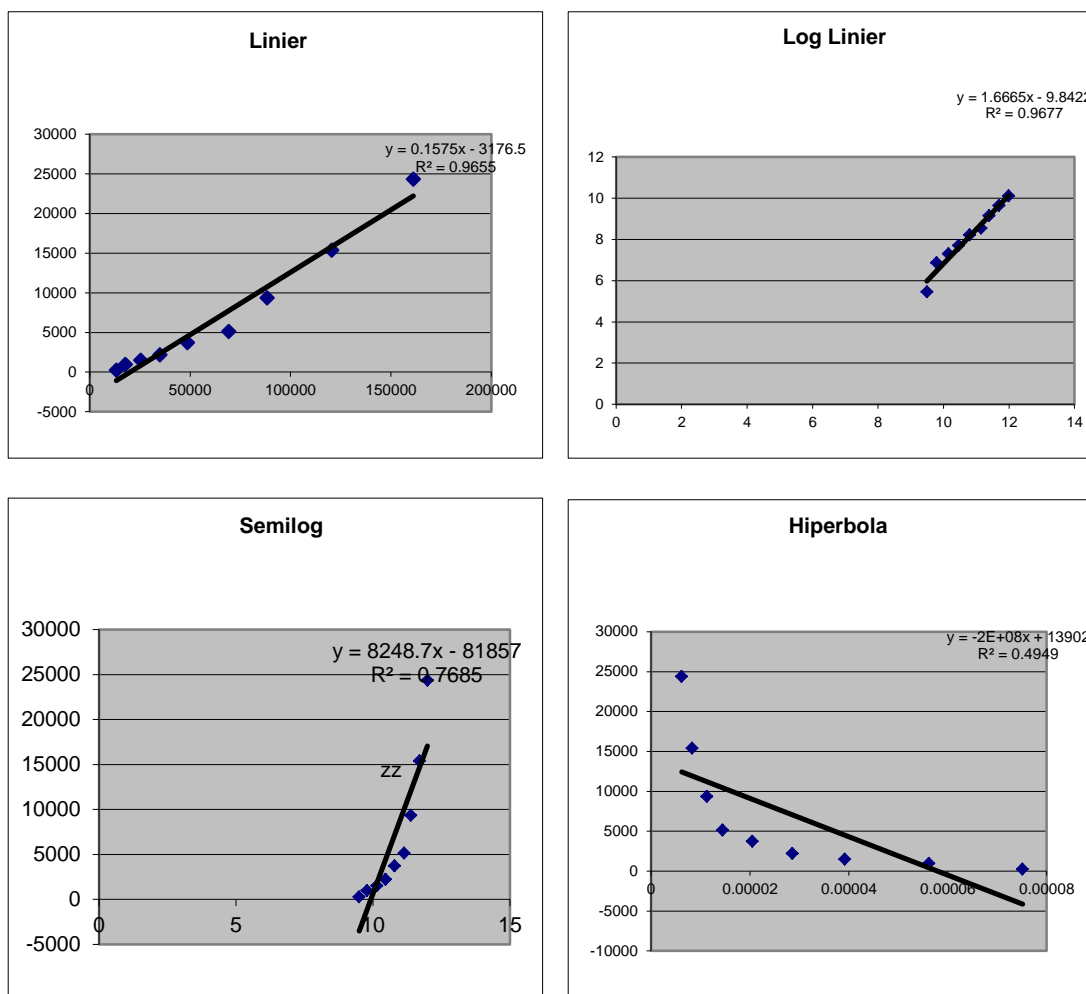 Linier
y = 0.1575x - 3176.5
R² = 0.9655
30000
25000
20000
15000
10000
5000
0
-5000
0 50000 100000 150000 200000
Log Linier
y = 1.6665x - 9.8422
R² = 0.9677
12
10
8
6
4
2
0
0 2 4 6 8 10 12 14
Semilog
y = 8248.7x - 81857
R² = 0.7685
zz
30000
25000
20000
15000
10000
5000
0
-5000
0 5 10 15
Hiperbola
y = -2E+08x + 13902
R² = 0.4949
30000
25000
20000
15000
10000
5000
0
-5000
-10000
0 0.00002 0.00004 0.00006 0.00008